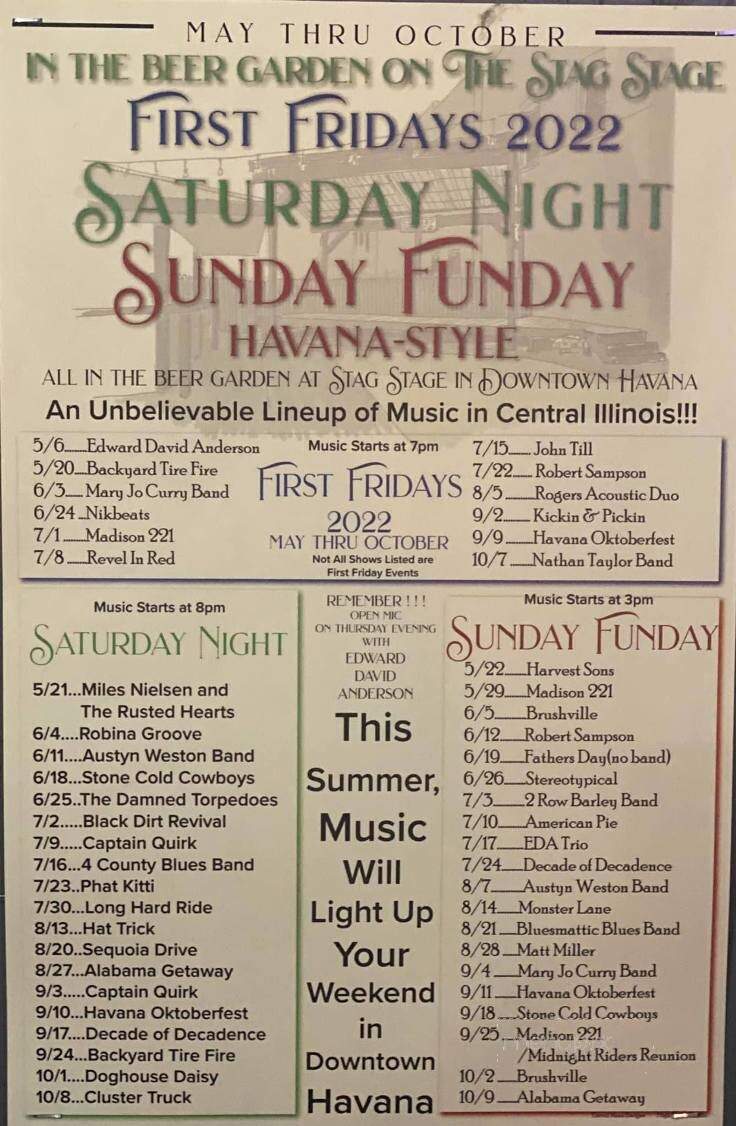 MAY THRU OCTOBER
IN THE BEER GARDEN ON THE STAG STAGE
FIRST FRIDAYS 2022
SATURDAY NIGHT
SUNDAY FUNDAY
HAVANA-STYLE
ALL IN THE BEER GARDEN AT STAG STAGE IN DOWNTOWN HAVANA
An Unbelievable Lineup of Music in Central Illinois!!!
5/6......Edward David Anderson
5/20...Backyard Tire Fire
6/3.... Mary Jo Curry Band
6/24 ..Nikbeats
7/1 ...... Madison 221
7/8 .....Revel In Red
Music Starts at 7pm
FIRST FRIDAYS
2022
MAY THRU OCTOBER
Not All Shows Listed are
First Friday Events
7/15...... John Till
7/22...... Robert Sampson
8/5 ........Rogers Acoustic Duo
9/2....... Kickin & Pickin
9/9........Havana Oktoberfest
10/7......Nathan Taylor Band
Music Starts at 8pm
SATURDAY NIGHT
5/21...Miles Nielsen and
The Rusted Hearts
6/4....Robina Groove
6/11....Austyn Weston Band
6/18...Stone Cold Cowboys
6/25..The Damned Torpedoes
7/2.....Black Dirt Revival
7/9.....Captain Quirk
7/16...4 County Blues Band
7/23..Phat Kitti
7/30...Long Hard Ride
8/13...Hat Trick
8/20..Sequoia Drive
8/27...Alabama Getaway
9/3.....Captain Quirk
9/10...Havana Oktoberfest
9/17....Decade of Decadence
9/24...Backyard Tire Fire
10/1....Doghouse Daisy
10/8...Cluster Truck
REMEMBER ! ! !
OPEN MIC
ON THURSDAY EVENING
WITH
EDWARD
DAVID
ANDERSON
This
Summer,
Music
Will
Light Up
Your
Weekend
in
Downtown
Havana
Music Starts at 3pm
SUNDAY FUNDAY
5/22......Harvest Sons
5/29......Madison 221
6/5........Brushville
6/12.......Robert Sampson
6/19......Fathers Day(no band)
6/26......Stereotypical
7/3........2 Row Barley Band
7/10.......American Pie
7/17.......EDA Trio
7/24......Decade of Decadence
8/7.......Austyn Weston Band
8/14......Monster Lane
8/21.....Bluesmattic Blues Band
8/28 .....Matt Miller
9/4 ......Mary Jo Curry Band
9/11 .....Havana Oktoberfest
9/18 .....Stone Cold Cowboys
9/25 ....Madison 221
/Midnight Riders Reunion
10/2 .....Brushville
10/9 .....Alabama Getaway